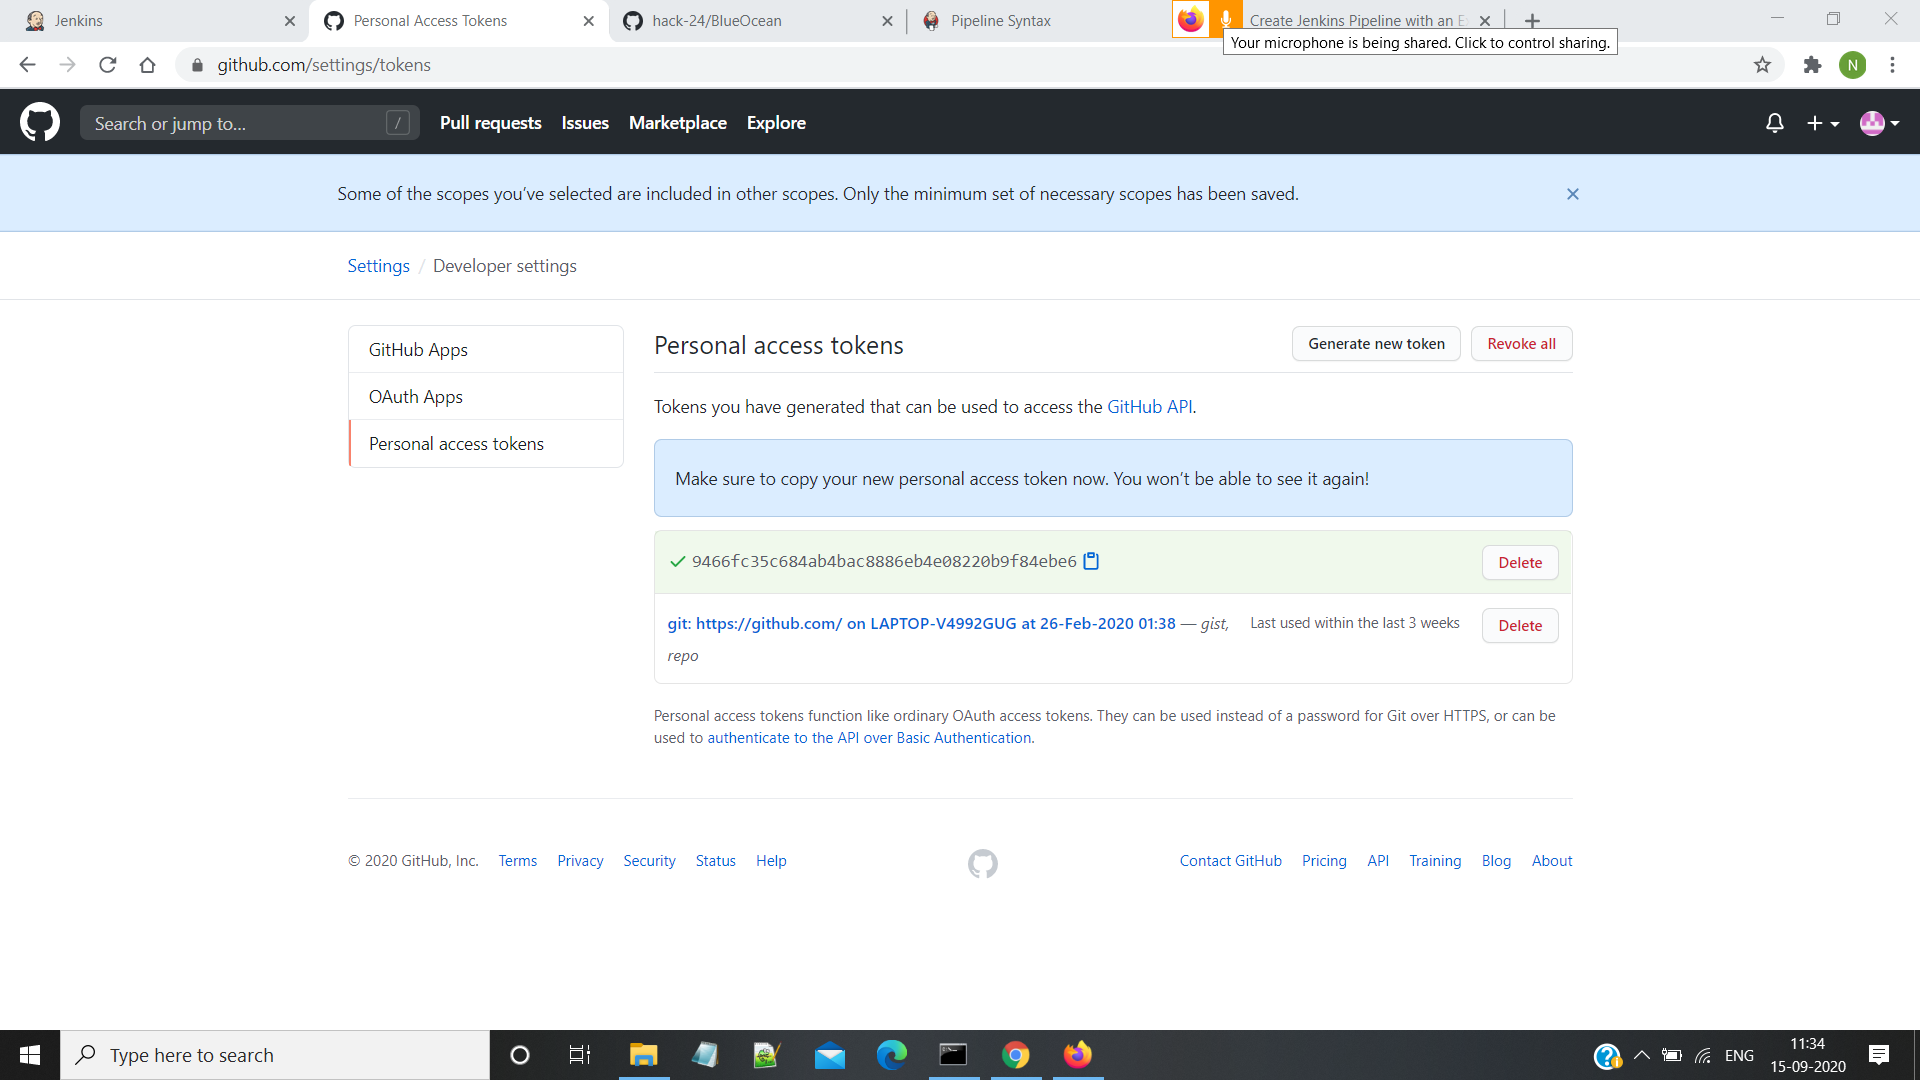 Jenkins
Personal Access Tokens
hack-24/BlueOcean
Pipeline Syntax
Create Jenkins Pipeline with an E
Your microphone is being shared. Click to control sharing.
github.com/settings/tokens
N
Search or jump to...
/
Pull requests
Issues
Marketplace
Explore
Some of the scopes you've selected are included in other scopes. Only the minimum set of necessary scopes has been saved.
Settings / Developer settings
GitHub Apps
OAuth Apps
Personal access tokens
Personal access tokens
Generate new token
Revoke all
Tokens you have generated that can be used to access the GitHub API.
Make sure to copy your new personal access token now. You won't be able to see it again!
9466fc35c684ab4bac8886eb4e08220b9f84ebe6
Delete
git: https://github.com/ on LAPTOP-V4992GUG at 26-Feb-2020 01:38 — gist,
repo
Last used within the last 3 weeks
Delete
Personal access tokens function like ordinary OAuth access tokens. They can be used instead of a password for Git over HTTPS, or can be
used to authenticate to the API over Basic Authentication.
© 2020 GitHub, Inc.
Terms
Privacy
Security
Status
Help
Contact GitHub
Pricing
API
Training
Blog
About
Type here to search
ENG
11:34
15-09-2020